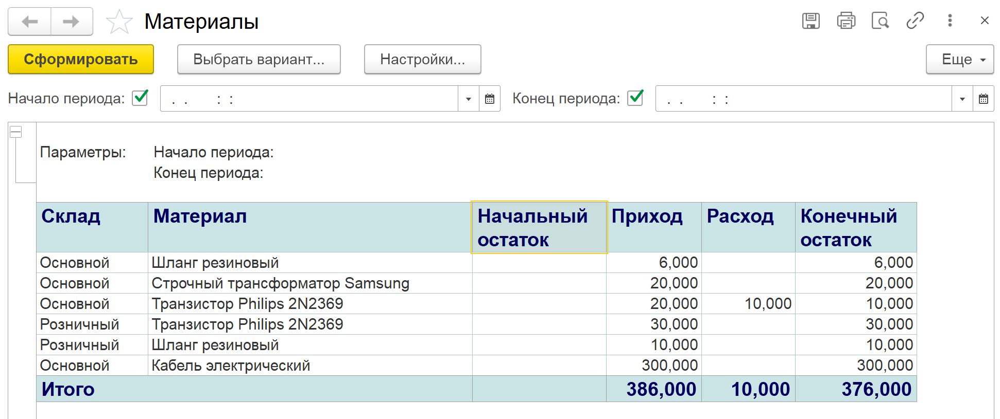 Материалы
Сформировать Выбрать вариант... Настройки... Еще
Начало периода: . . : : Конец периода: . . : :
Параметры: Начало периода:
Конец периода:
Склад Материал Начальный остаток Приход Расход Конечный остаток
Основной Шланг резиновый 6,000 6,000
Основной Строчный трансформатор Samsung 20,000 20,000
Основной Транзистор Philips 2N2369 20,000 10,000 10,000
Розничный Транзистор Philips 2N2369 30,000 30,000
Розничный Шланг резиновый 10,000 10,000
Основной Кабель электрический 300,000 300,000
Итого 386,000 10,000 376,000